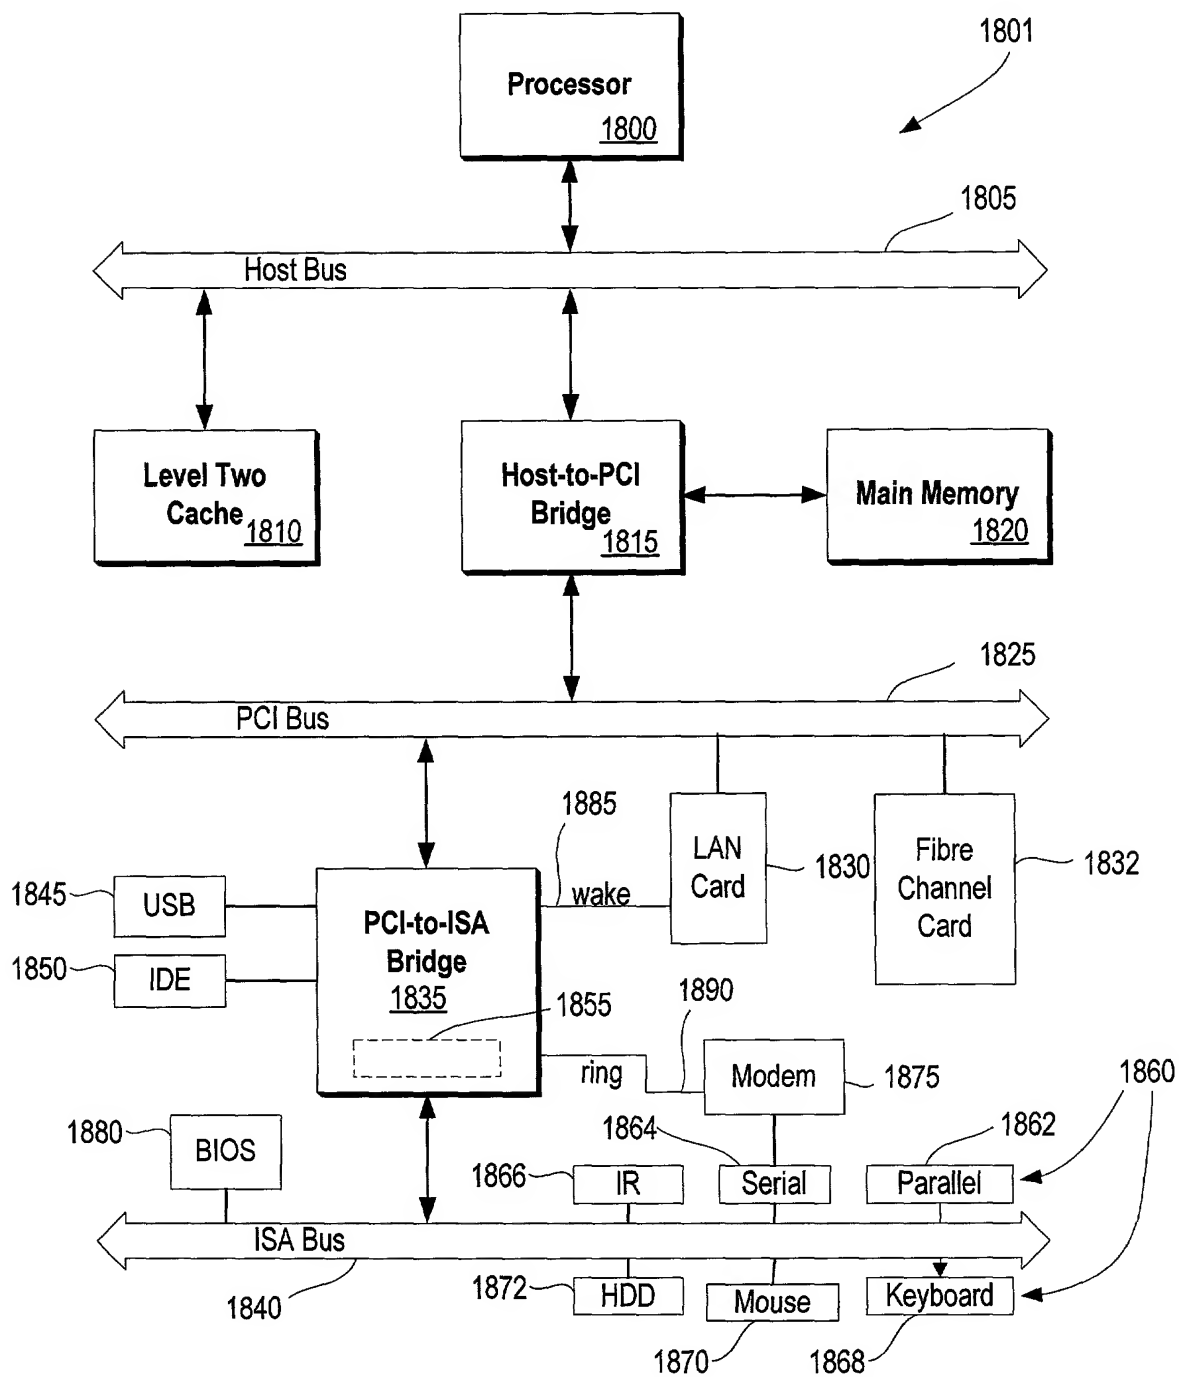 1801
Processor
1800
1805
Host Bus
Level Two
Cache
1810
Host-to-PCI
Bridge
1815
Main Memory
1820
1825
PCI Bus
1885
LAN
Card
1830
Fibre
Channel
Card
1832
1845
USB
wake
PCI-to-ISA
Bridge
1835
1850
IDE
1855
1890
ring
Modem
1875
1860
1880
BIOS
1864
1862
1866
IR
Serial
Parallel
ISA Bus
1840
1872
HDD
Mouse
Keyboard
1870
1868